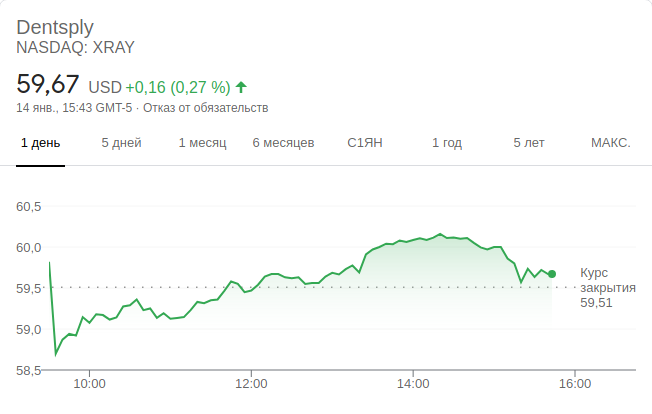 Dentsply
NASDAQ: XRAY
59,67 USD +0,16 (0,27 %)
14 янв., 15:43 GMT-5 · Отказ от обязательств
1 день 5 дней 1 месяц 6 месяцев С1ЯН 1 год 5 лет МАКС.
60,5
60,0
59,5
59,0
58,5
Курс
закрытия
59,51
10:00 12:00 14:00 16:00